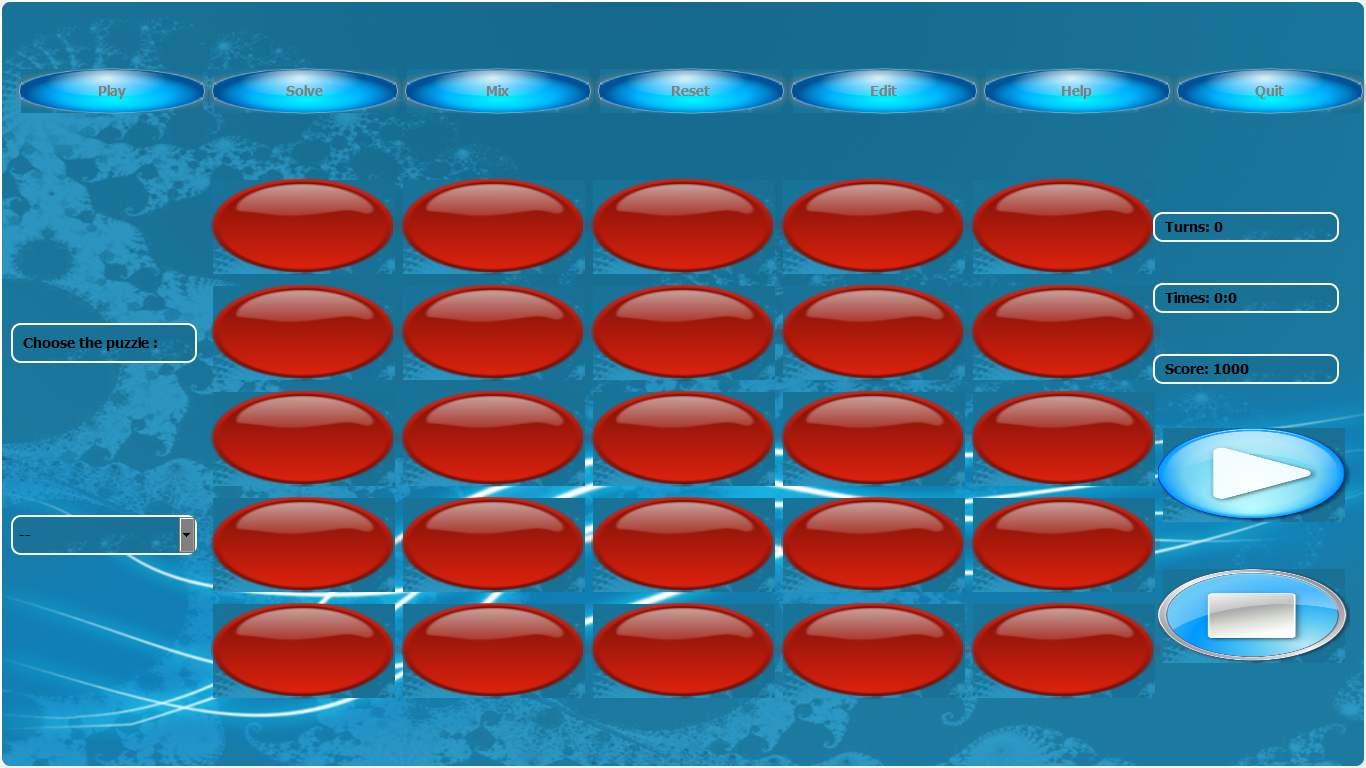 Play
Solve
Mix
Reset
Edit
Help
Quit
Turns: 0
Times: 0:0
Choose the puzzle :
Score: 1000
--